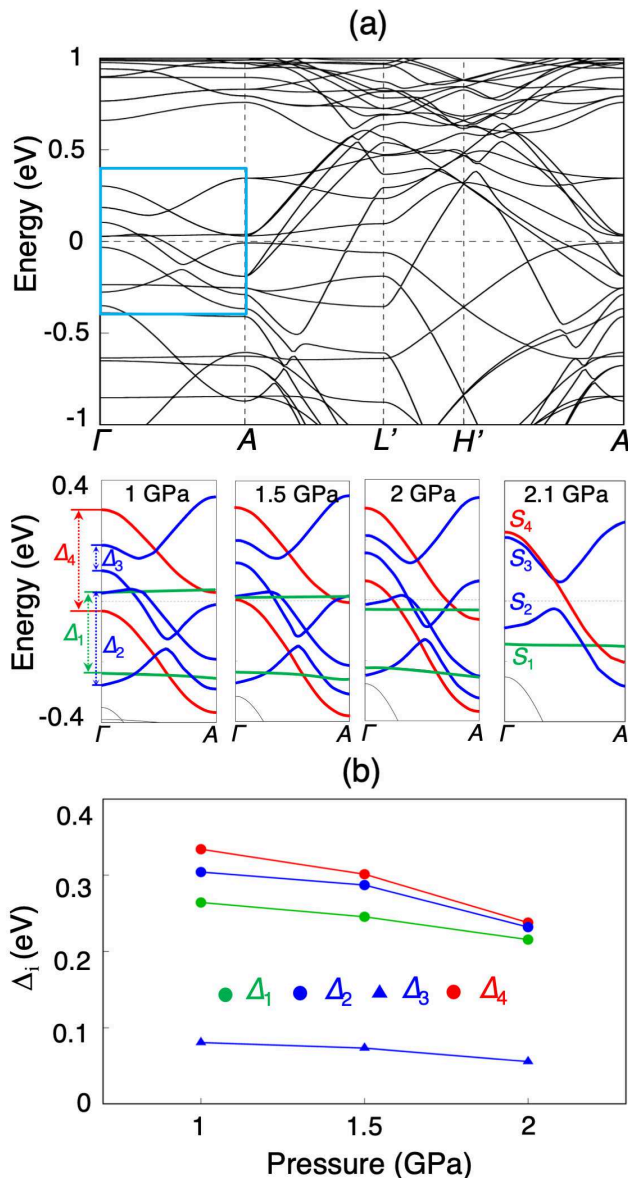 (a)
1
0.5
0
-0.5
-1
Energy (eV)
Γ A L' H' A
0.4
-0.4
Energy (eV)
1 GPa 1.5 GPa 2 GPa 2.1 GPa
Δ4
Δ3
Δ1
Δ2
S4
S3
S2
S1
Γ A Γ A Γ A Γ A
(b)
0.4
0.3
0.2
0.1
0
Δi (eV)
Δ1 Δ2 Δ3 Δ4
1 1.5 2
Pressure (GPa)